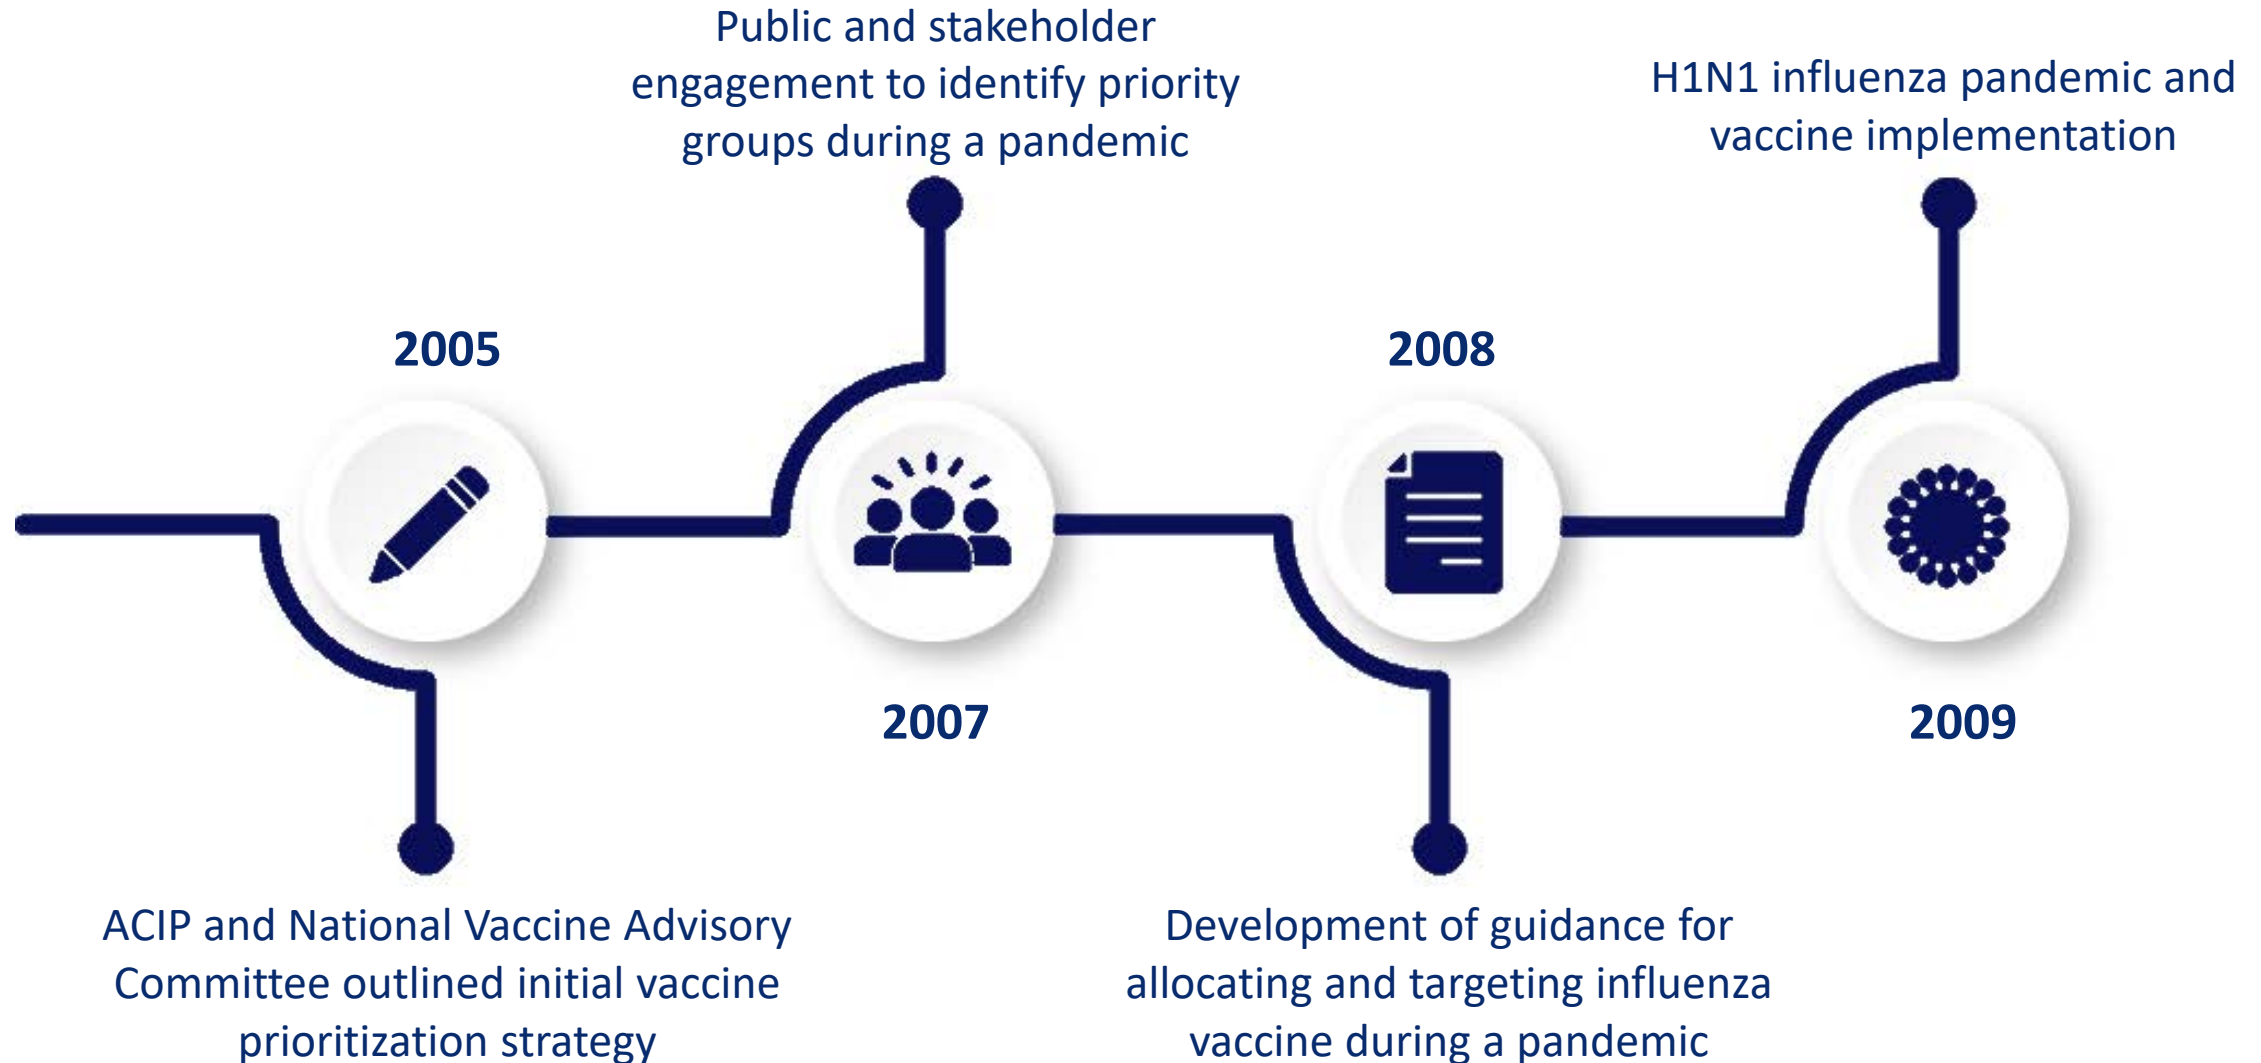 2005
ACIP and National Vaccine Advisory
Committee outlined initial vaccine
prioritization strategy
Public and stakeholder
engagement to identify priority
groups during a pandemic
2007
2008
Development of guidance for
allocating and targeting influenza
vaccine during a pandemic
H1N1 influenza pandemic and
vaccine implementation
2009